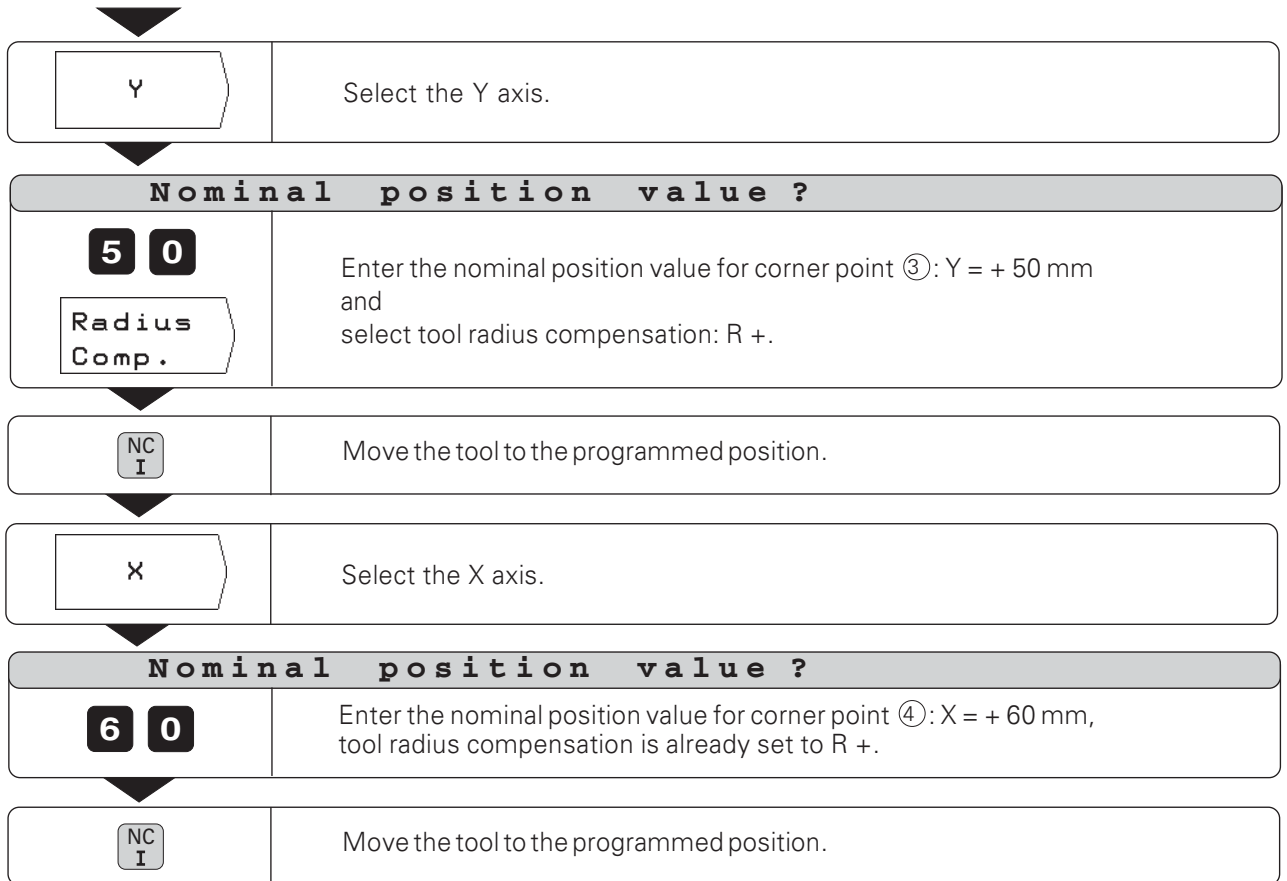 Y
Select the Y axis.
Nominal position value ?
5 0
Enter the nominal position value for corner point ③: Y = + 50 mm
and
select tool radius compensation: R +.
Radius
Comp.
NC
I
Move the tool to the programmed position.
X
Select the X axis.
Nominal position value ?
6 0
Enter the nominal position value for corner point ④: X = + 60 mm,
tool radius compensation is already set to R +.
NC
I
Move the tool to the programmed position.